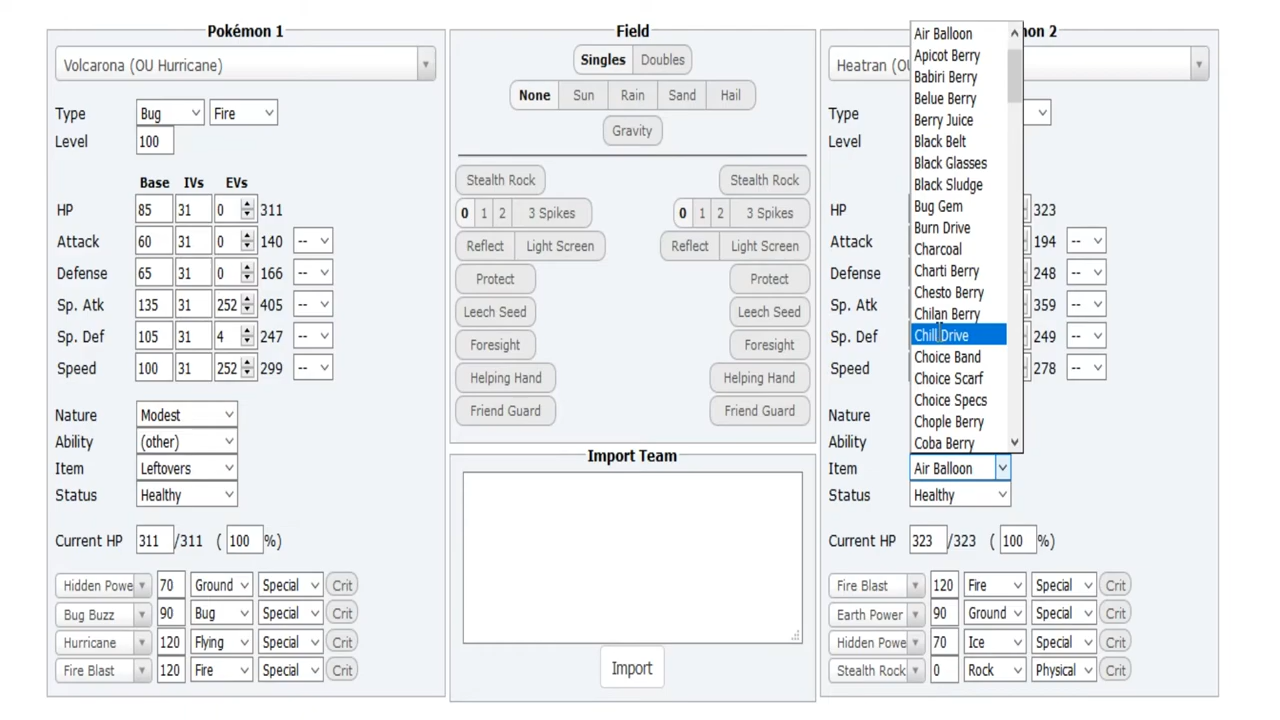 Pokémon 1
Volcarona (OU Hurricane)
Type Bug Fire
Level 100
Base IVs EVs
HP 85 31 0 311
Attack 60 31 0 140 --
Defense 65 31 0 166 --
Sp. Atk 135 31 252 405 --
Sp. Def 105 31 4 247 --
Speed 100 31 252 299 --
Nature Modest
Ability (other)
Item Leftovers
Status Healthy
Current HP 311 /311 ( 100 %)
Hidden Powe 70 Ground Special Crit
Bug Buzz 90 Bug Special Crit
Hurricane 120 Flying Special Crit
Fire Blast 120 Fire Special Crit
Field
Singles Doubles
None Sun Rain Sand Hail
Gravity
Stealth Rock Stealth Rock
0 1 2 3 Spikes 0 1 2 3 Spikes
Reflect Light Screen Reflect Light Screen
Protect Protect
Leech Seed Leech Seed
Foresight Foresight
Helping Hand Helping Hand
Friend Guard Friend Guard
Import Team
Import
on 2
Heatran (OU
Type
Level
HP 323
Attack 194 --
Defense 248 --
Sp. Atk 359 --
Sp. Def 249 --
Speed 278 --
Nature
Ability
Air Balloon
Apicot Berry
Babiri Berry
Belue Berry
Berry Juice
Black Belt
Black Glasses
Black Sludge
Bug Gem
Burn Drive
Charcoal
Charti Berry
Chesto Berry
Chilan Berry
Chill Drive
Choice Band
Choice Scarf
Choice Specs
Chople Berry
Coba Berry
Item Air Balloon
Status Healthy
Current HP 323 /323 ( 100 %)
Fire Blast 120 Fire Special Crit
Earth Power 90 Ground Special Crit
Hidden Powe 70 Ice Special Crit
Stealth Rock 0 Rock Physical Crit